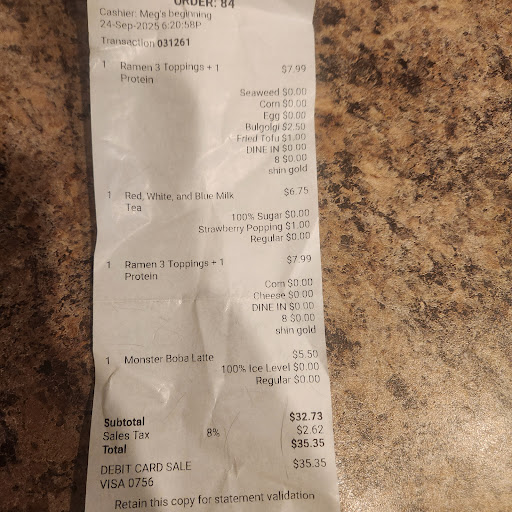 ORDER: 84
Cashier: Meg's beginning
24-Sep-2025 6:20:58P
Transaction 031261
1 Ramen 3 Toppings + 1 $7.99
Protein
Seaweed $0.00
Corn $0.00
Egg $0.00
Bulgolgi $2.50
Fried Tofu $1.00
DINE IN $0.00
8 $0.00
shin gold
1 Red, White, and Blue Milk $6.75
Tea
100% Sugar $0.00
Strawberry Popping $1.00
Regular $0.00
1 Ramen 3 Toppings + 1 $7.99
Protein
Corn $0.00
Cheese $0.00
DINE IN $0.00
8 $0.00
shin gold
1 Monster Boba Latte $5.50
100% Ice Level $0.00
Regular $0.00
Subtotal $32.73
Sales Tax 8% $2.62
Total $35.35
DEBIT CARD SALE $35.35
VISA 0756
Retain this copy for statement validation